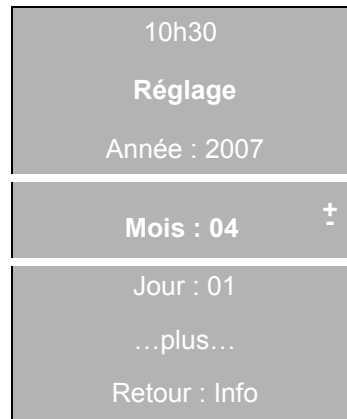 10h30
Réglage
Année : 2007
Mois : 04 +
-
Jour : 01
…plus…
Retour : Info